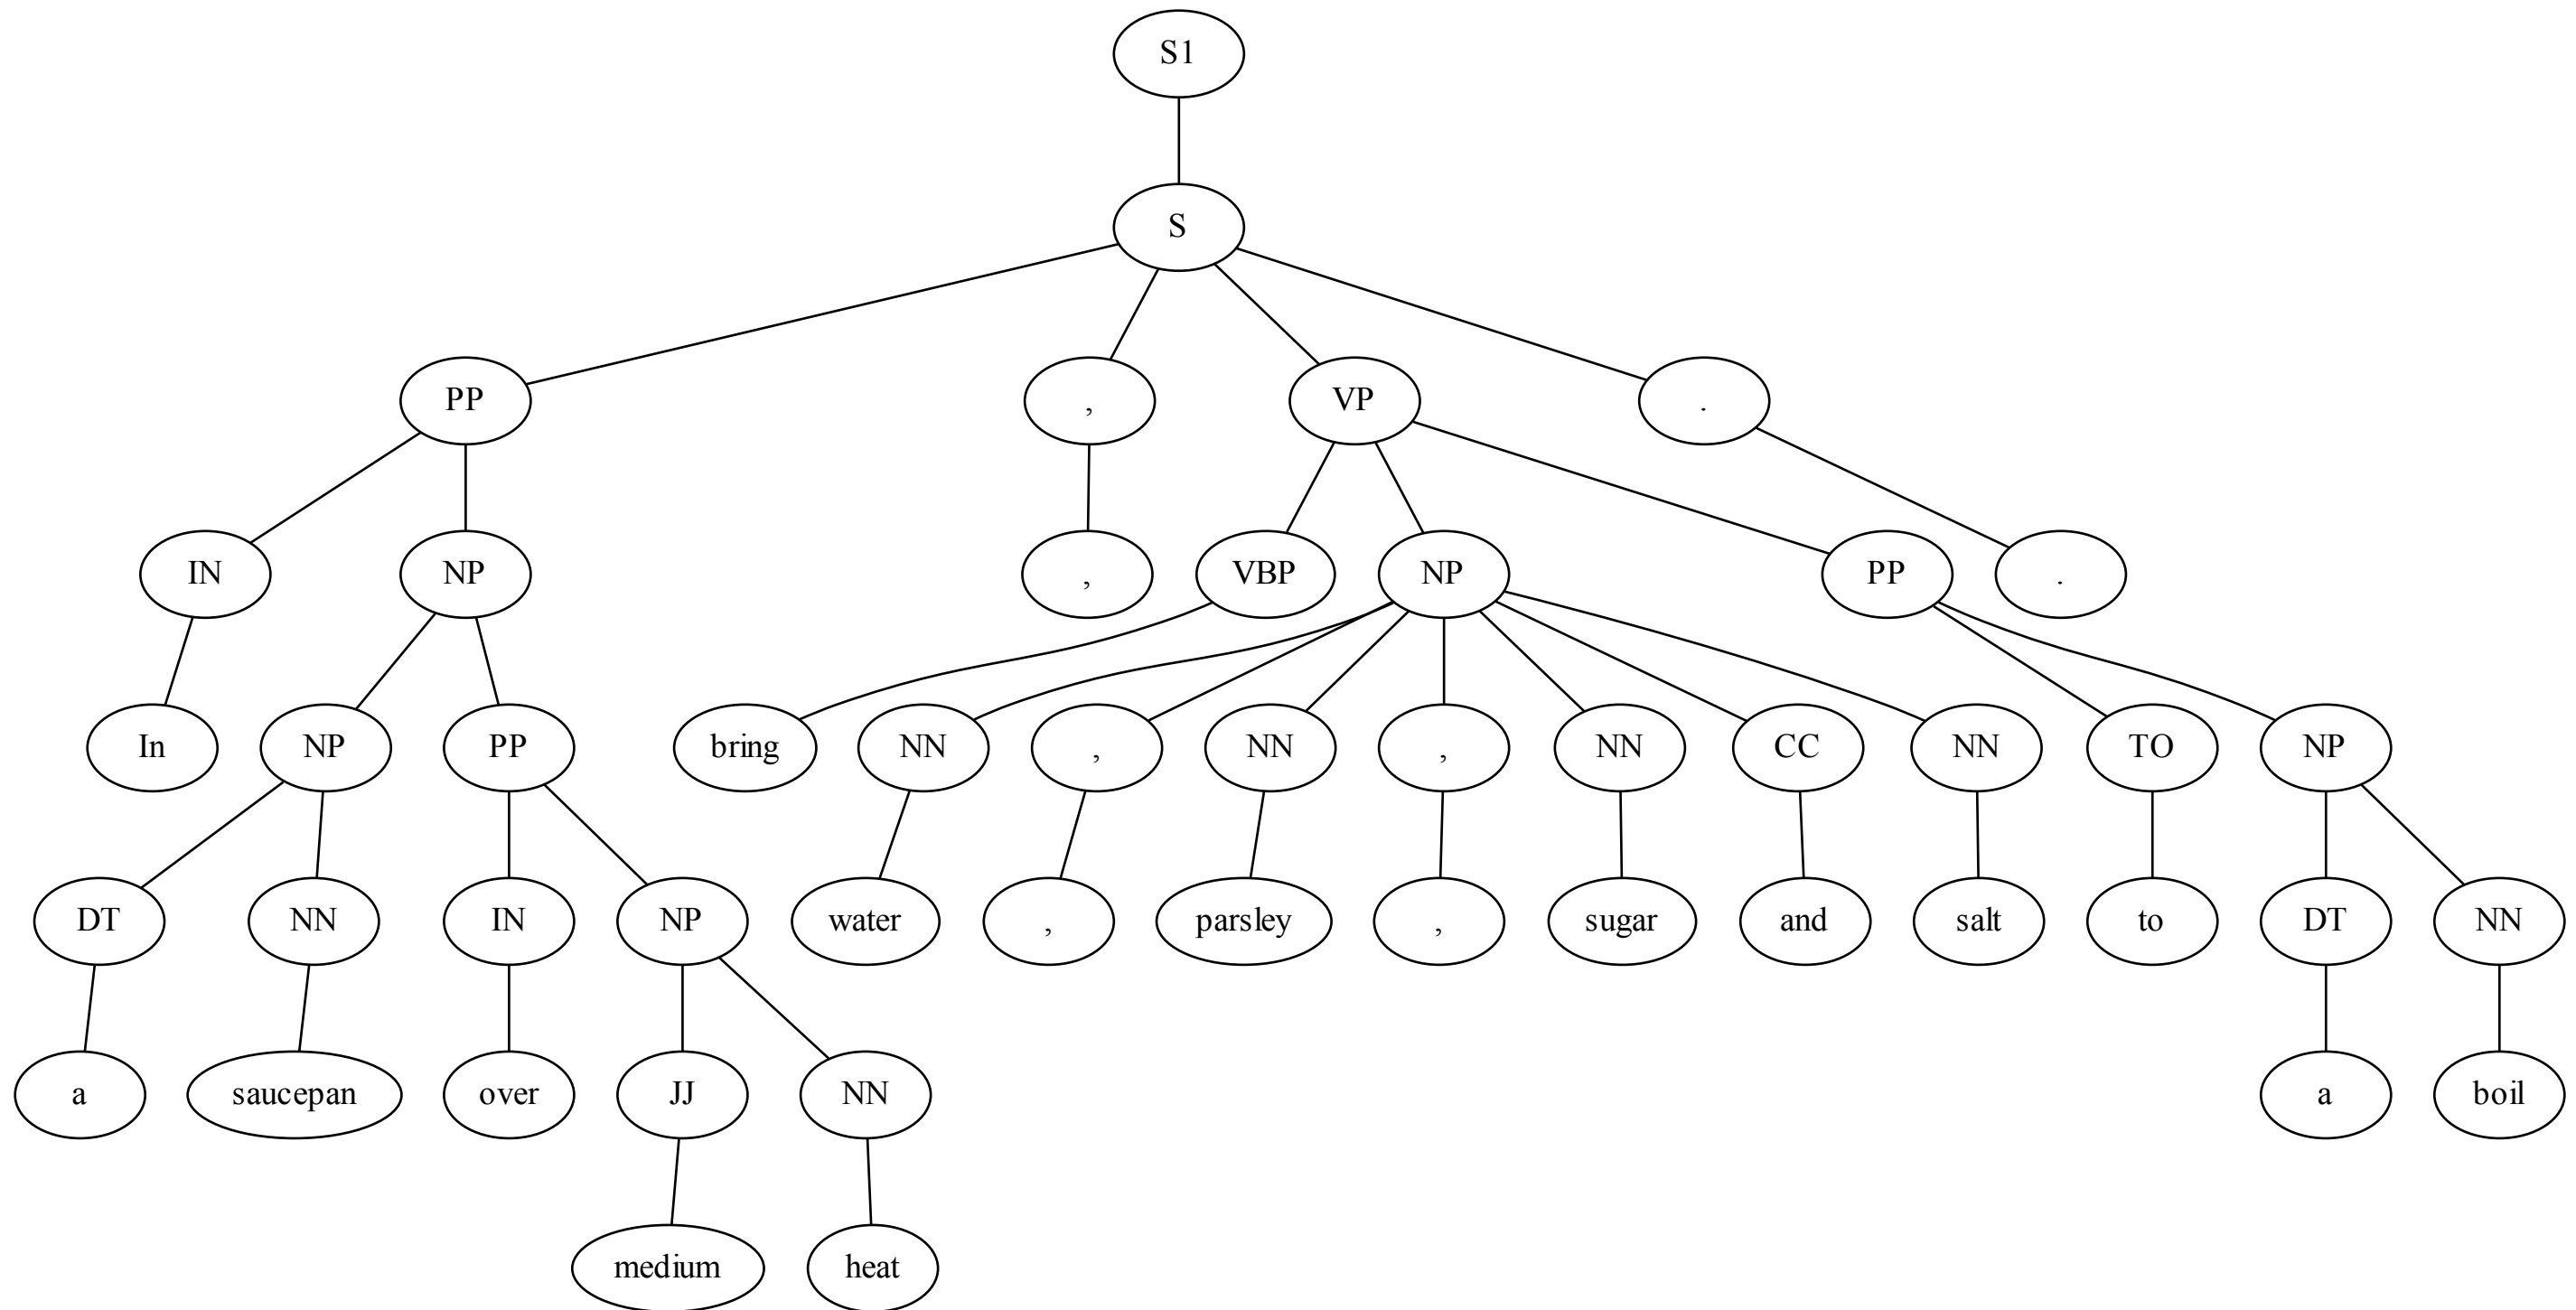 S1
S
PP , VP .
IN NP , VBP NP PP .
In NP PP bring NN , NN , NN CC NN TO NP
DT NN IN NP water , parsley , sugar and salt to DT NN
a saucepan over JJ NN a boil
medium heat